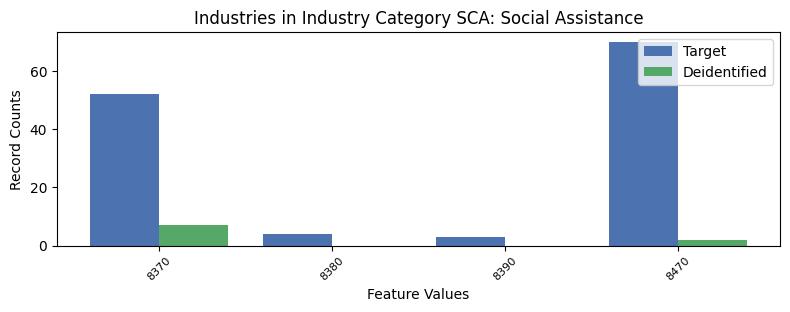 Industries in Industry Category SCA: Social Assistance
Target
Deidentified
Record Counts
60
40
20
0
8370
8380
8390
8470
Feature Values